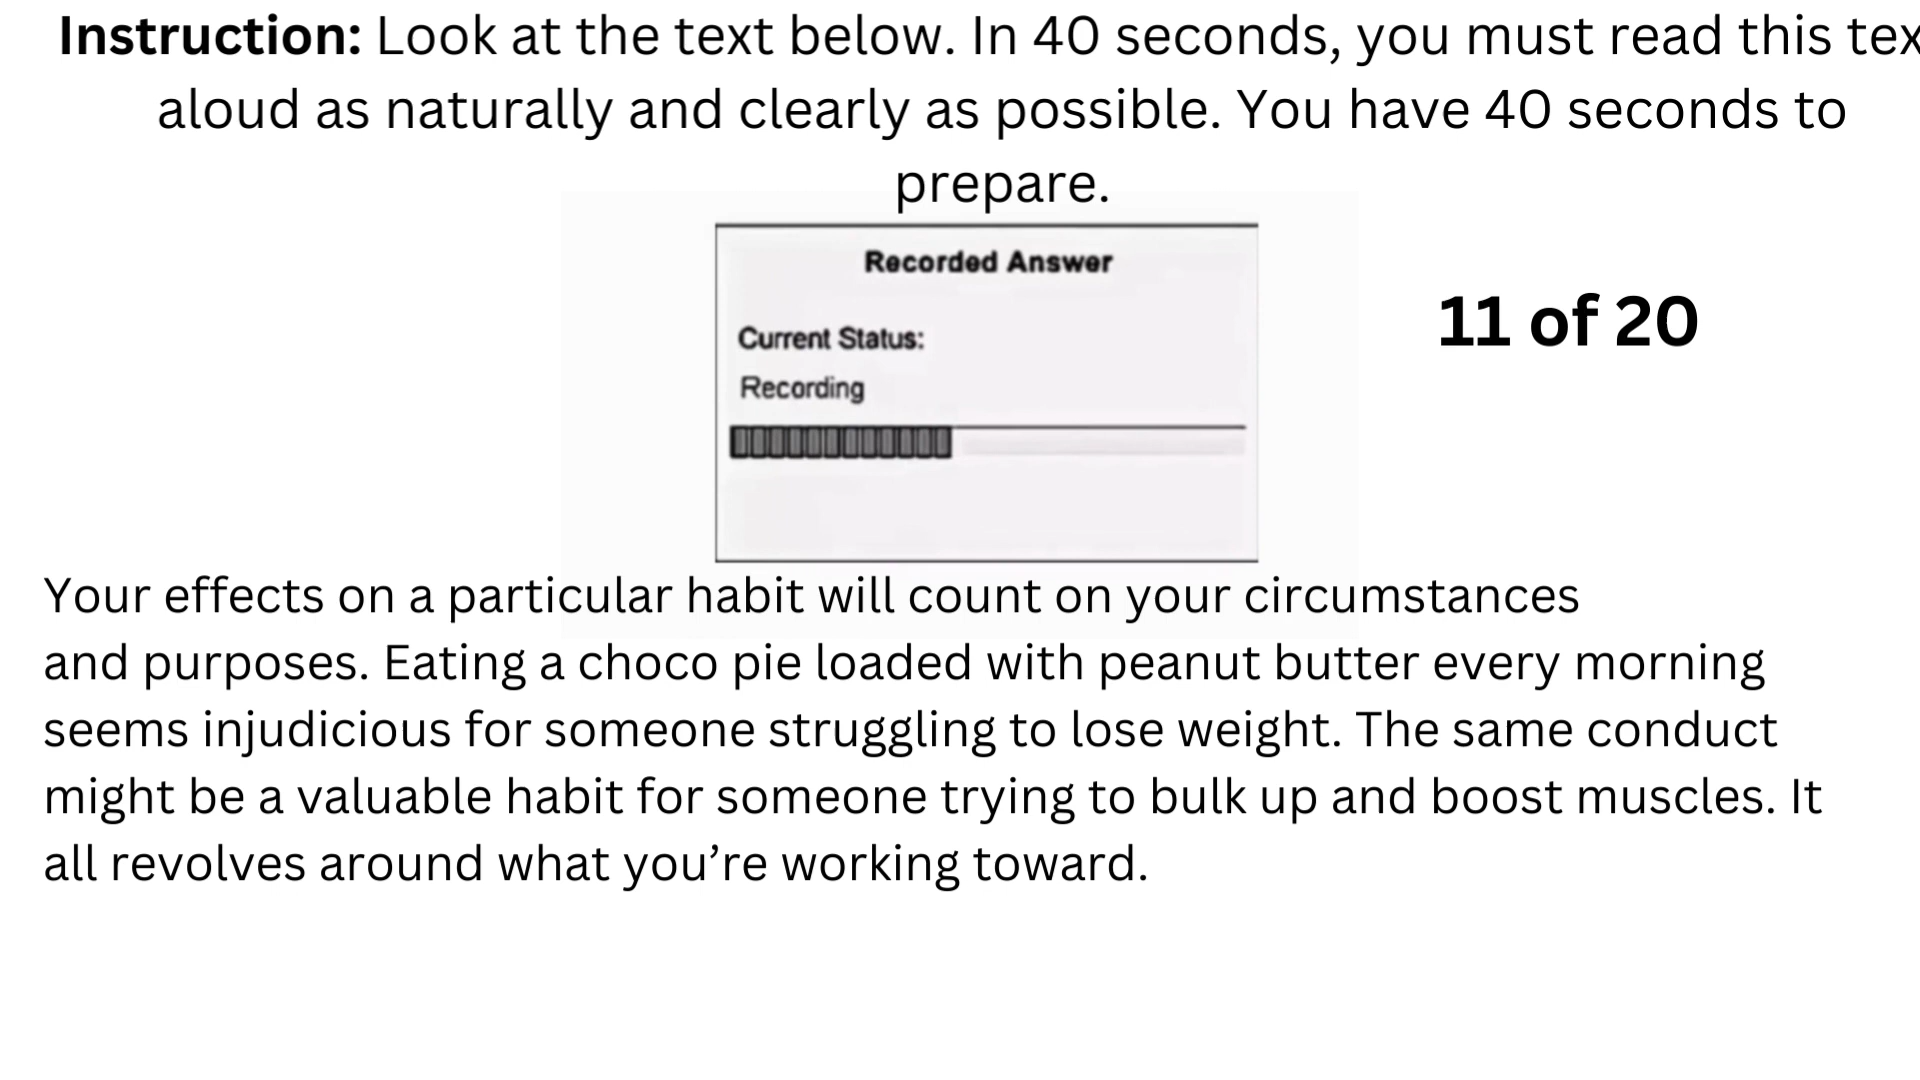 Instruction: Look at the text below. In 40 seconds, you must read this tex
aloud as naturally and clearly as possible. You have 40 seconds to
prepare.
Recorded Answer
11 of 20
Current Status:
Recording
Your effects on a particular habit will count on your circumstances
and purposes. Eating a choco pie loaded with peanut butter every morning
seems injudicious for someone struggling to lose weight. The same conduct
might be a valuable habit for someone trying to bulk up and boost muscles. It
all revolves around what you’re working toward.